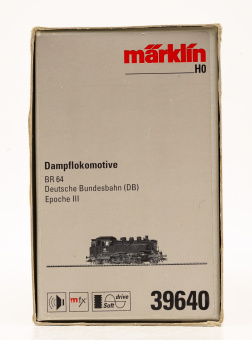 märklin
H0
Dampflokomotive
BR 64
Deutsche Bundesbahn (DB)
Epoche III
mfx
Soft drive
39640